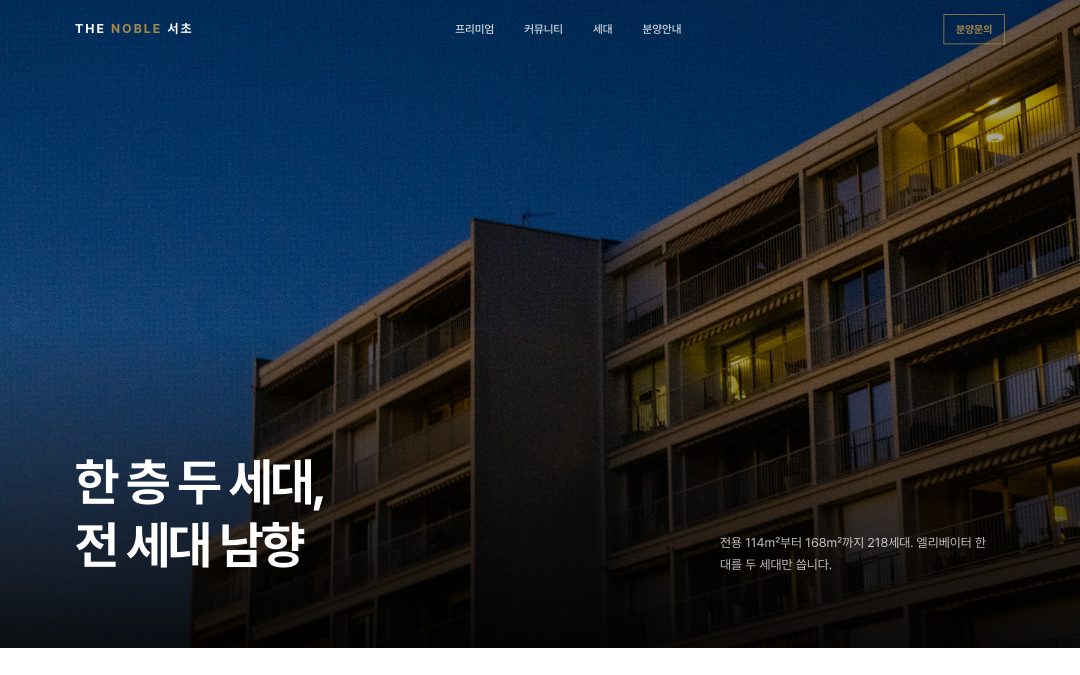 THE NOBLE 서초
프리미엄
커뮤니티
세대
분양안내
분양문의
한 층 두 세대,
전 세대 남향
전용 114m²부터 168m²까지 218세대. 엘리베이터 한
대를 두 세대만 씁니다.